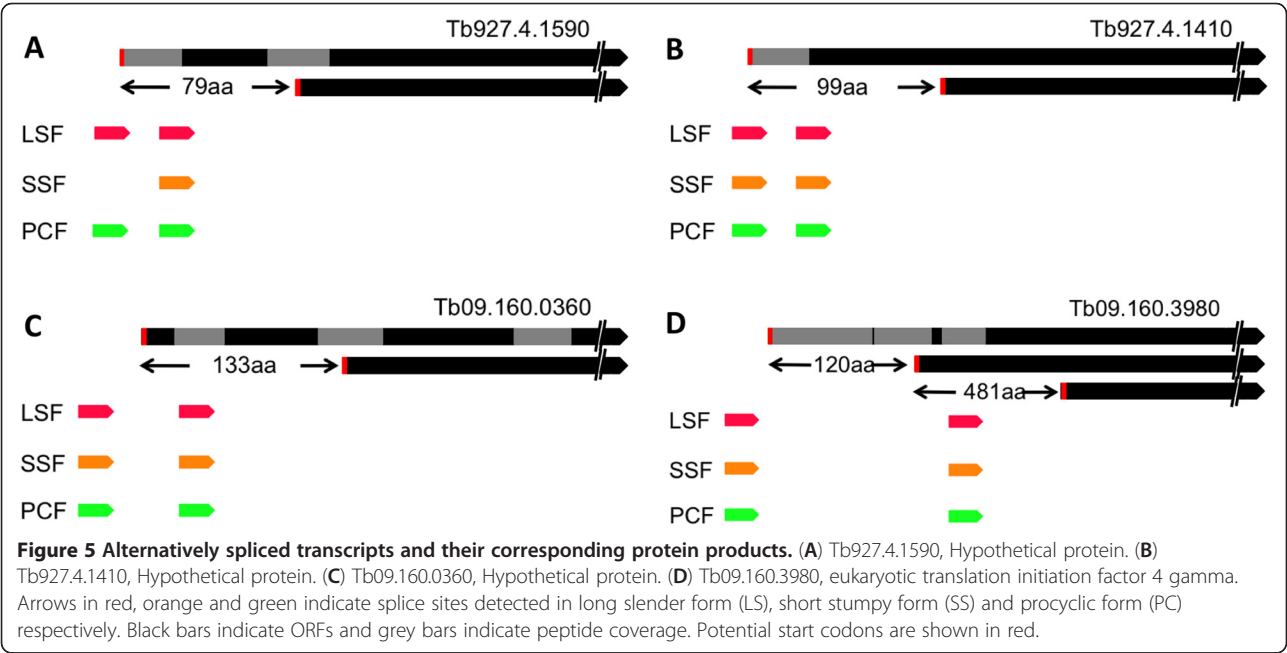 A
Tb927.4.1590
79aa
LSF
SSF
PCF
B
Tb927.4.1410
99aa
LSF
SSF
PCF
C
Tb09.160.0360
133aa
LSF
SSF
PCF
D
Tb09.160.3980
120aa
481aa
LSF
SSF
PCF
Figure 5 Alternatively spliced transcripts and their corresponding protein products. (A) Tb927.4.1590, Hypothetical protein. (B)
Tb927.4.1410, Hypothetical protein. (C) Tb09.160.0360, Hypothetical protein. (D) Tb09.160.3980, eukaryotic translation initiation factor 4 gamma.
Arrows in red, orange and green indicate splice sites detected in long slender form (LS), short stumpy form (SS) and procyclic form (PC)
respectively. Black bars indicate ORFs and grey bars indicate peptide coverage. Potential start codons are shown in red.